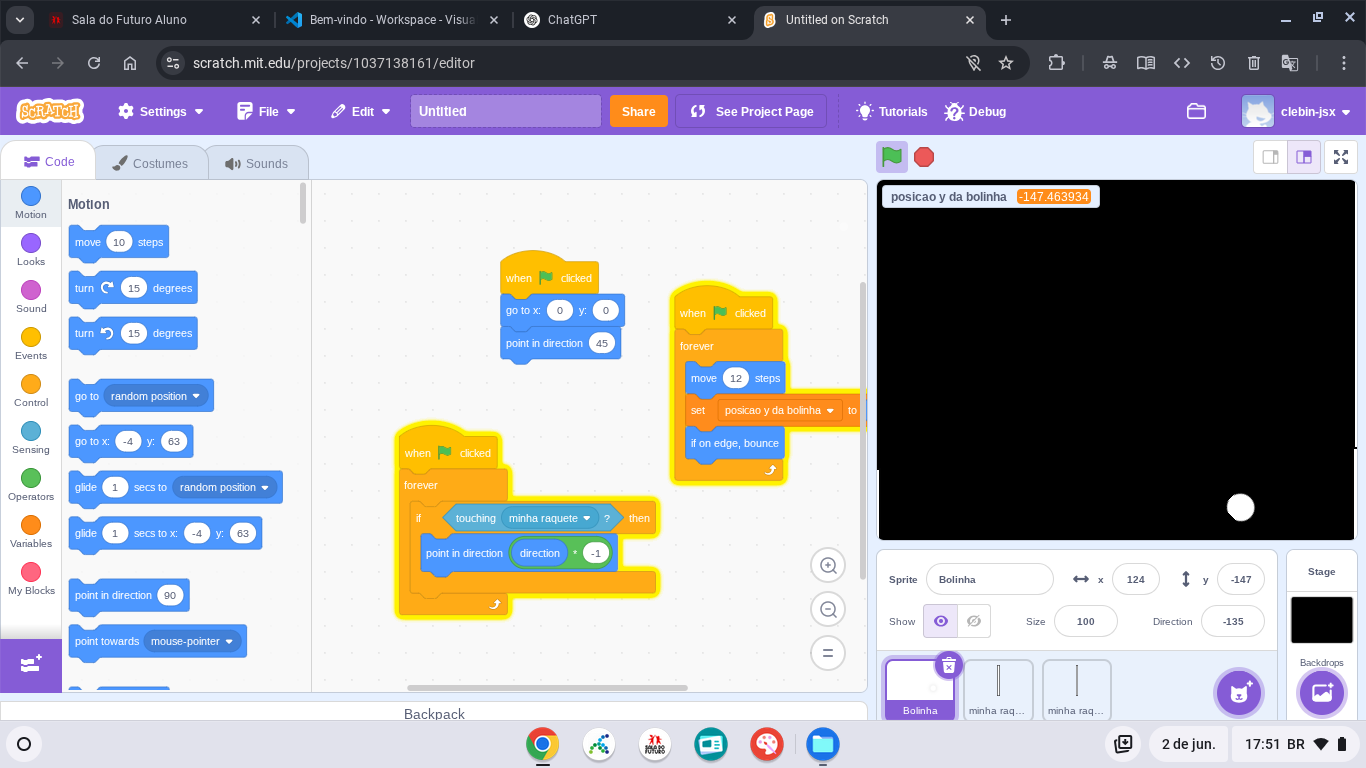 Sala do Futuro Aluno
Bem-vindo - Workspace - Visua
ChatGPT
Untitled on Scratch
scratch.mit.edu/projects/1037138161/editor
SCRATCH
Settings
File
Edit
Untitled
Share
See Project Page
Tutorials
Debug
clebin-jsx
Code
Costumes
Sounds
Motion
Looks
Sound
Events
Control
Sensing
Operators
Variables
My Blocks
Motion
move 10 steps
turn 15 degrees
turn 15 degrees
go to random position
go to x: -4 y: 63
glide 1 secs to random position
glide 1 secs to x: -4 y: 63
point in direction 90
point towards mouse-pointer
when clicked
go to x: 0 y: 0
point in direction 45
when clicked
forever
move 12 steps
set posicao y da bolinha to
if on edge, bounce
when clicked
forever
if touching minha raquete ? then
point in direction direction * -1
posicao y da bolinha -147.463934
Sprite Bolinha x 124 y -147
Show Size 100 Direction -135
Bolinha
minha raq...
minha raq...
Stage
Backdrops
Backpack
SALA DO FUTURO
2 de jun.
17:51 BR